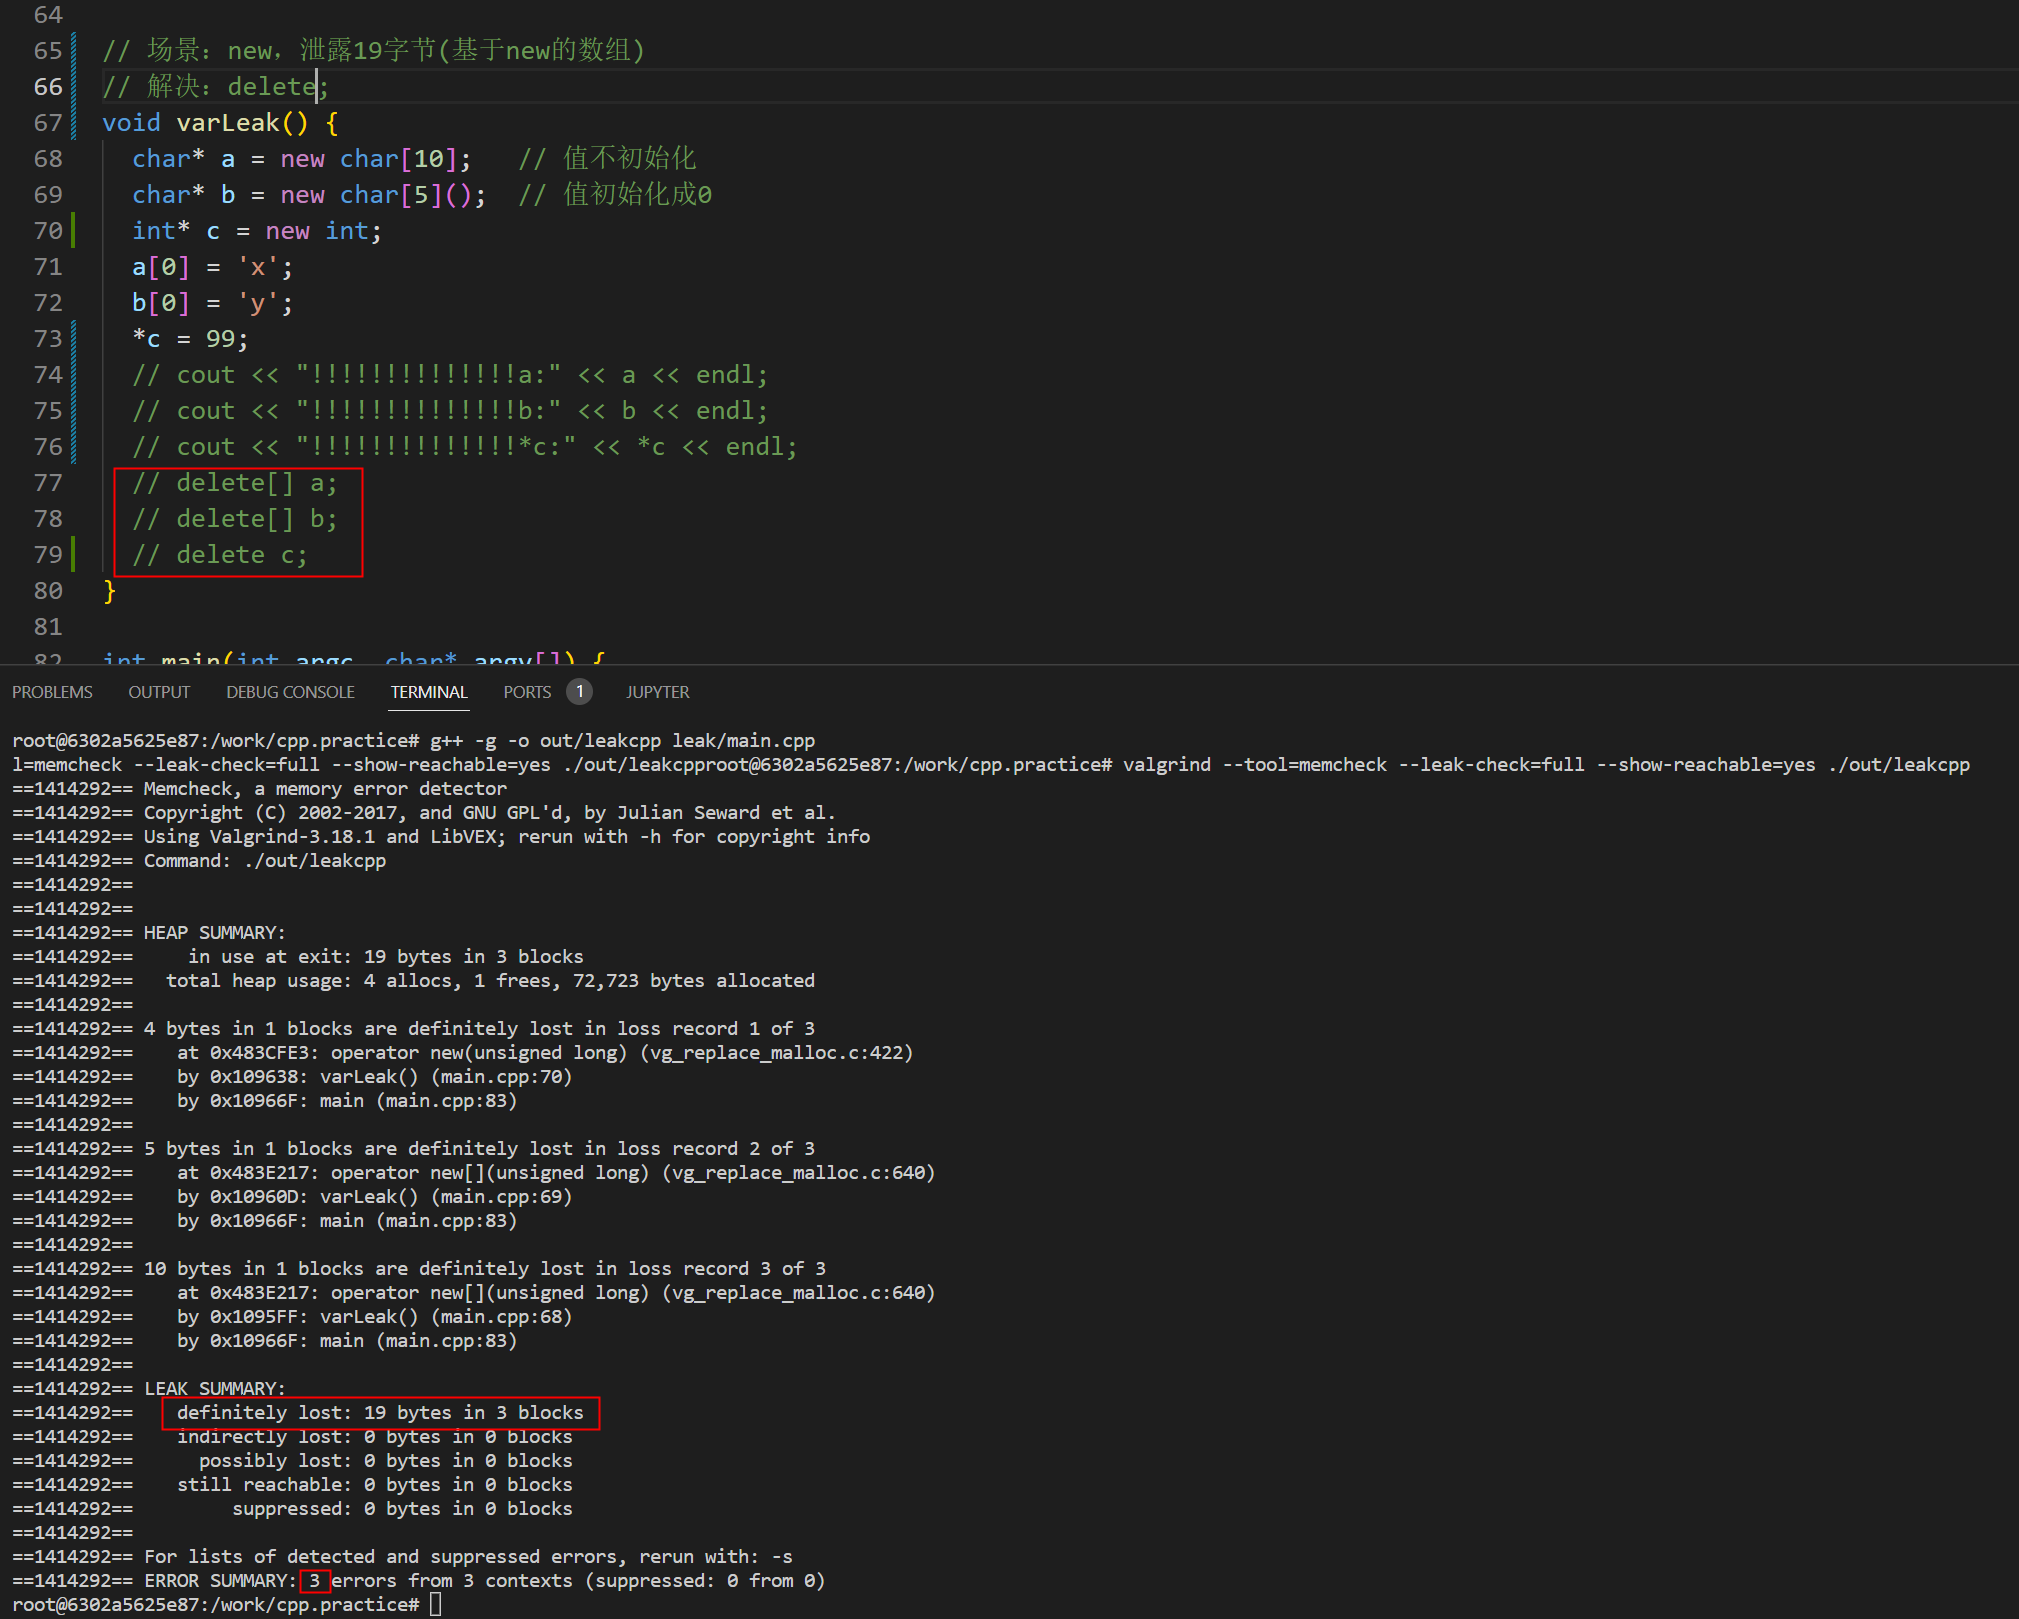 64
65 // 场景：new，泄露19字节(基于new的数组)
66 // 解决：delete;
67 void varLeak() {
68 char* a = new char[10];   // 值不初始化
69 char* b = new char[5]();  // 值初始化成0
70 int* c = new int;
71 a[0] = 'x';
72 b[0] = 'y';
73 *c = 99;
74 // cout << "!!!!!!!!!!!!!!a:" << a << endl;
75 // cout << "!!!!!!!!!!!!!!b:" << b << endl;
76 // cout << "!!!!!!!!!!!!!!*c:" << *c << endl;
77 // delete[] a;
78 // delete[] b;
79 // delete c;
80 }
81
82 int main(int argc, char* argv[]) {
PROBLEMS OUTPUT DEBUG CONSOLE TERMINAL PORTS 1 JUPYTER
root@6302a5625e87:/work/cpp.practice# g++ -g -o out/leakcpp leak/main.cpp
l=memcheck --leak-check=full --show-reachable=yes ./out/leakcpproot@6302a5625e87:/work/cpp.practice# valgrind --tool=memcheck --leak-check=full --show-reachable=yes ./out/leakcpp
==1414292== Memcheck, a memory error detector
==1414292== Copyright (C) 2002-2017, and GNU GPL'd, by Julian Seward et al.
==1414292== Using Valgrind-3.18.1 and LibVEX; rerun with -h for copyright info
==1414292== Command: ./out/leakcpp
==1414292==
==1414292==
==1414292== HEAP SUMMARY:
==1414292==     in use at exit: 19 bytes in 3 blocks
==1414292==   total heap usage: 4 allocs, 1 frees, 72,723 bytes allocated
==1414292==
==1414292== 4 bytes in 1 blocks are definitely lost in loss record 1 of 3
==1414292==    at 0x483CFE3: operator new(unsigned long) (vg_replace_malloc.c:422)
==1414292==    by 0x109638: varLeak() (main.cpp:70)
==1414292==    by 0x10966F: main (main.cpp:83)
==1414292==
==1414292== 5 bytes in 1 blocks are definitely lost in loss record 2 of 3
==1414292==    at 0x483E217: operator new[](unsigned long) (vg_replace_malloc.c:640)
==1414292==    by 0x10960D: varLeak() (main.cpp:69)
==1414292==    by 0x10966F: main (main.cpp:83)
==1414292==
==1414292== 10 bytes in 1 blocks are definitely lost in loss record 3 of 3
==1414292==    at 0x483E217: operator new[](unsigned long) (vg_replace_malloc.c:640)
==1414292==    by 0x1095FF: varLeak() (main.cpp:68)
==1414292==    by 0x10966F: main (main.cpp:83)
==1414292==
==1414292== LEAK SUMMARY:
==1414292==    definitely lost: 19 bytes in 3 blocks
==1414292==    indirectly lost: 0 bytes in 0 blocks
==1414292==      possibly lost: 0 bytes in 0 blocks
==1414292==    still reachable: 0 bytes in 0 blocks
==1414292==         suppressed: 0 bytes in 0 blocks
==1414292==
==1414292== For lists of detected and suppressed errors, rerun with: -s
==1414292== ERROR SUMMARY: 3 errors from 3 contexts (suppressed: 0 from 0)
root@6302a5625e87:/work/cpp.practice#